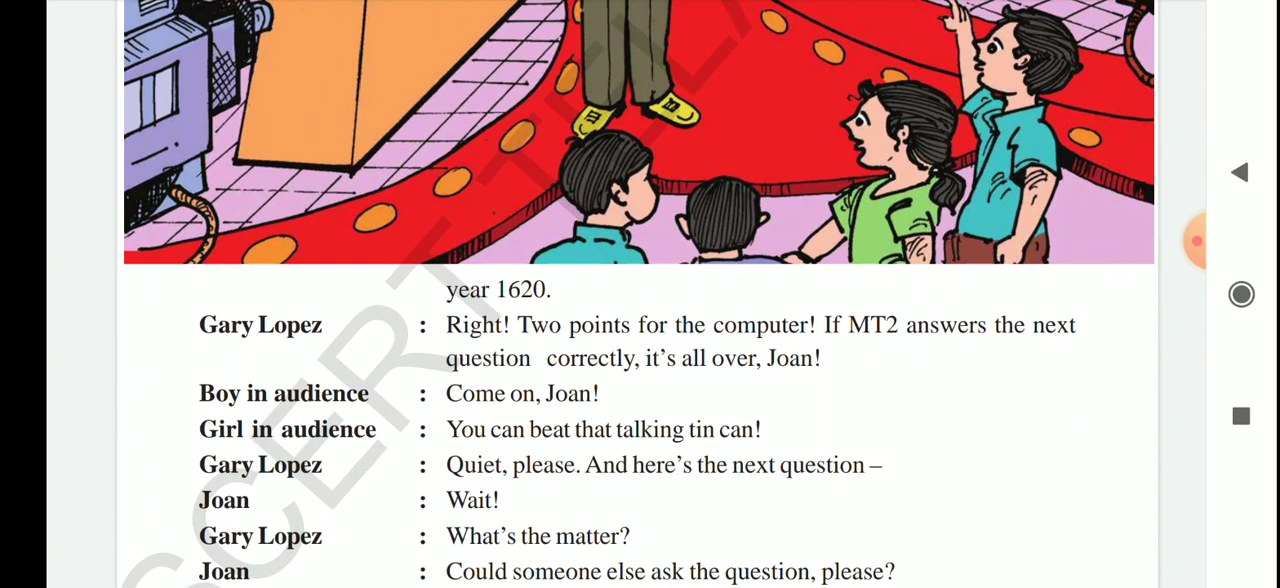 year 1620.
Gary Lopez : Right! Two points for the computer! If MT2 answers the next
question correctly, it's all over, Joan!
Boy in audience : Come on, Joan!
Girl in audience : You can beat that talking tin can!
Gary Lopez : Quiet, please. And here's the next question –
Joan : Wait!
Gary Lopez : What's the matter?
Joan : Could someone else ask the question, please?
SCERT TELA